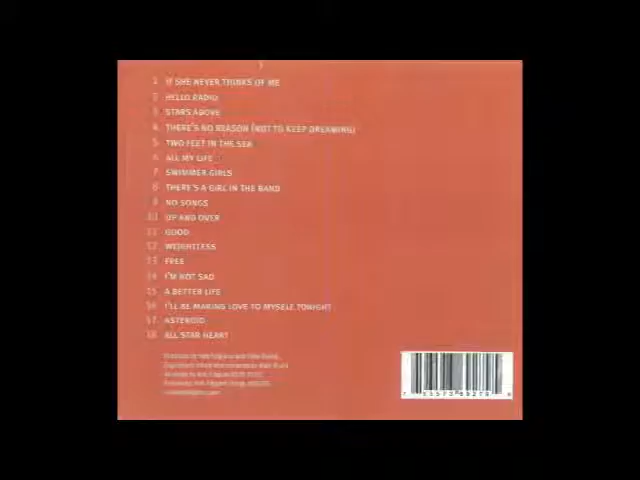 1 IF SHE NEVER THINKS OF ME
2 HELLO RADIO
3 STARS ABOVE
4 THERE'S NO REASON (NOT TO KEEP DREAMING)
5 TWO FEET IN THE SEA
6 ALL MY LIFE
7 SWIMMER GIRLS
8 THERE'S A GIRL IN THE BAND
9 NO SONGS
10 UP AND OVER
11 GOOD
12 WEIGHTLESS
13 FREE
14 I'M NOT SAD
15 A BETTER LIFE
16 I'LL BE MAKING LOVE TO MYSELF TONIGHT
17 ASTEROID
18 ALL STAR HEART